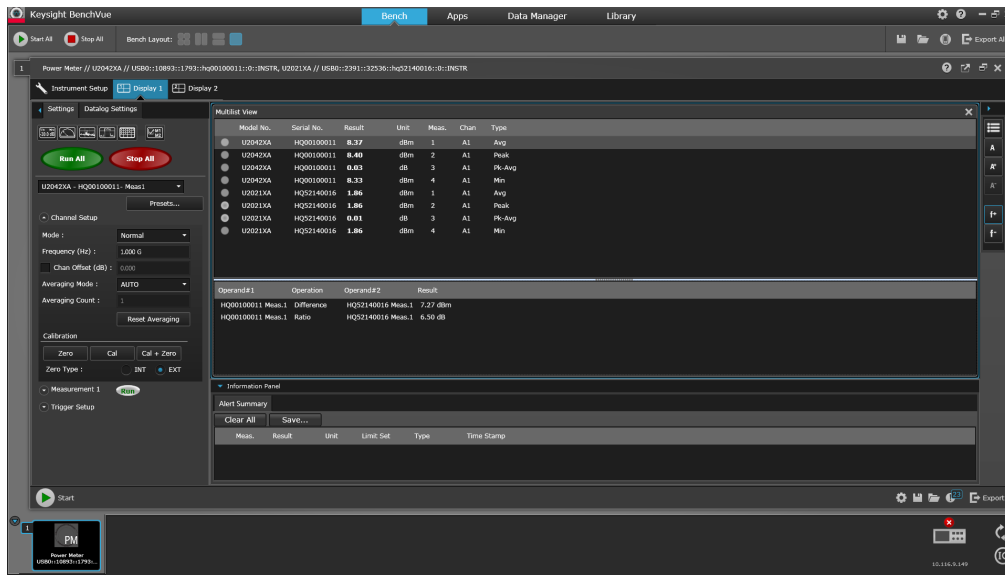 Keysight BenchVue Bench Apps Data Manager Library
Start All Stop All Bench Layout: Export All
1 Power Meter // U2042XA // USB0::10893::1793::hq00100011::0::INSTR, U2021XA // USB0::2391::32536::hq52140016::0::INSTR
Instrument Setup Display 1 Display 2
Settings Datalog Settings
Run All Stop All
U2042XA - HQ00100011- Meas1
Presets...
Channel Setup
Mode : Normal
Frequency (Hz) : 1.000 G
Chan Offset (dB) : 0.000
Averaging Mode : AUTO
Averaging Count : 1
Reset Averaging
Calibration
Zero Cal Cal + Zero
Zero Type : INT EXT
Measurement 1 Run
Trigger Setup
Multilist View
Model No. Serial No. Result Unit Meas. Chan Type
U2042XA HQ00100011 8.37 dBm 1 A1 Avg
U2042XA HQ00100011 8.40 dBm 2 A1 Peak
U2042XA HQ00100011 0.03 dB 3 A1 Pk-Avg
U2042XA HQ00100011 8.33 dBm 4 A1 Min
U2021XA HQ52140016 1.86 dBm 1 A1 Avg
U2021XA HQ52140016 1.86 dBm 2 A1 Peak
U2021XA HQ52140016 0.01 dB 3 A1 Pk-Avg
U2021XA HQ52140016 1.86 dBm 4 A1 Min
Operand#1 Operation Operand#2 Result
HQ00100011 Meas.1 Difference HQ52140016 Meas.1 7.27 dBm
HQ00100011 Meas.1 Ratio HQ52140016 Meas.1 6.50 dB
Information Panel
Alert Summary
Clear All Save...
Meas. Result Unit Limit Set Type Time Stamp
A
f+
f-
Start 23 Export
1
PM
Power Meter
USB0::10893::1793:...
10.116.9.149